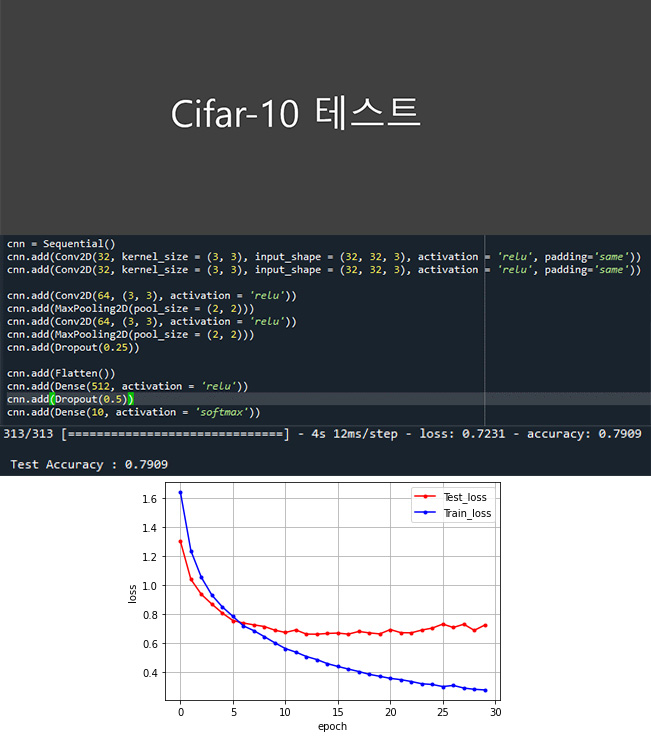 Cifar-10 테스트
cnn = Sequential()
cnn.add(Conv2D(32, kernel_size = (3, 3), input_shape = (32, 32, 3), activation = 'relu', padding='same'))
cnn.add(Conv2D(32, kernel_size = (3, 3), input_shape = (32, 32, 3), activation = 'relu', padding='same'))
cnn.add(Conv2D(64, (3, 3), activation = 'relu'))
cnn.add(MaxPooling2D(pool_size = (2, 2)))
cnn.add(Conv2D(64, (3, 3), activation = 'relu'))
cnn.add(MaxPooling2D(pool_size = (2, 2)))
cnn.add(Dropout(0.25))
cnn.add(Flatten())
cnn.add(Dense(512, activation = 'relu'))
cnn.add(Dropout(0.5))
cnn.add(Dense(10, activation = 'softmax'))
313/313 [==============================] - 4s 12ms/step - loss: 0.7231 - accuracy: 0.7909
Test Accuracy : 0.7909
Test_loss
Train_loss
1.6
1.4
1.2
1.0
0.8
0.6
0.4
loss
0 5 10 15 20 25 30
epoch